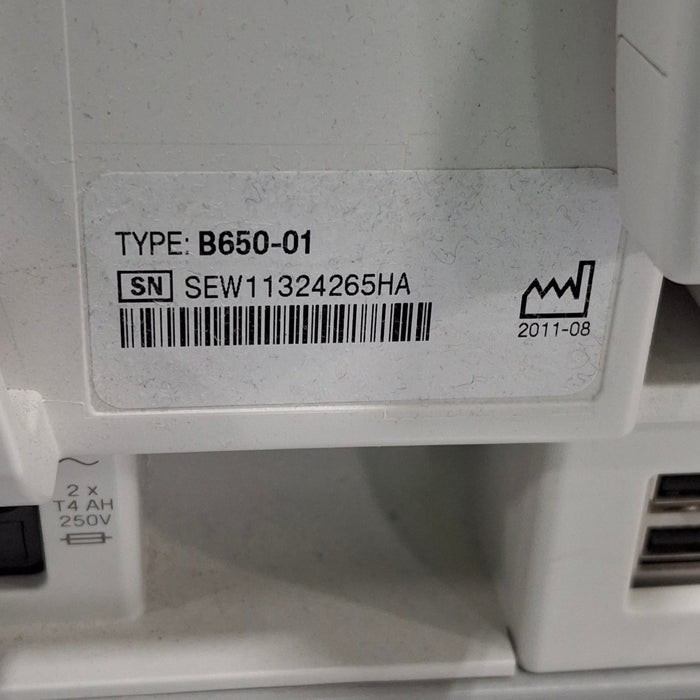 TYPE: B650-01
SN SEW11324265HA
2011-08
2 x
T4 AH
250V